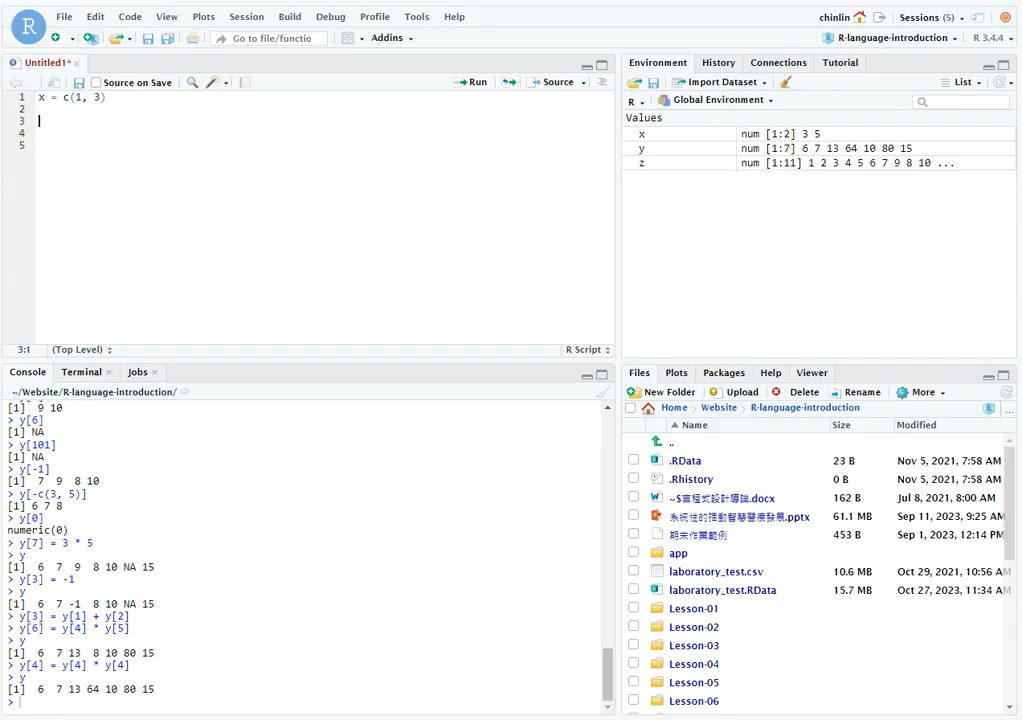 File Edit Code View Plots Session Build Debug Profile Tools Help
chinlin Sessions (5)
Go to file/functio Addins
R-language-introduction R 3.4.4
Untitled1*
Source on Save Run Source
1 x = c(1, 3)
2
3
4
5
3:1 (Top Level) R Script
Console Terminal Jobs
~/Website/R-language-introduction/
[1]  9 10
> y[6]
[1] NA
> y[101]
[1] NA
> y[-1]
[1]  7  9  8 10
> y[-c(3, 5)]
[1] 6 7 8
> y[0]
numeric(0)
> y[7] = 3 * 5
> y
[1]  6  7  9  8 10 NA 15
> y[3] = -1
> y
[1]  6  7 -1  8 10 NA 15
> y[3] = y[1] + y[2]
> y[6] = y[4] * y[5]
> y
[1]  6  7 13  8 10 80 15
> y[4] = y[4] * y[4]
> y
[1]  6  7 13 64 10 80 15
>
Environment History Connections Tutorial
Import Dataset List
R Global Environment
Values
x num [1:2] 3 5
y num [1:7] 6 7 13 64 10 80 15
z num [1:11] 1 2 3 4 5 6 7 9 8 10 ...
Files Plots Packages Help Viewer
New Folder Upload Delete Rename More
Home Website R-language-introduction ...
Name Size Modified
..
.RData 23 B Nov 5, 2021, 7:58 AM
.Rhistory 0 B Nov 5, 2021, 7:58 AM
~$言程式設計導論.docx 162 B Jul 8, 2021, 8:00 AM
系統性的推動智慧醫療發展.pptx 61.1 MB Sep 11, 2023, 9:25 AM
期末作業範例 453 B Sep 1, 2023, 12:14 PM
app
laboratory_test.csv 10.6 MB Oct 29, 2021, 10:56 AM
laboratory_test.RData 15.7 MB Oct 27, 2023, 11:34 AM
Lesson-01
Lesson-02
Lesson-03
Lesson-04
Lesson-05
Lesson-06